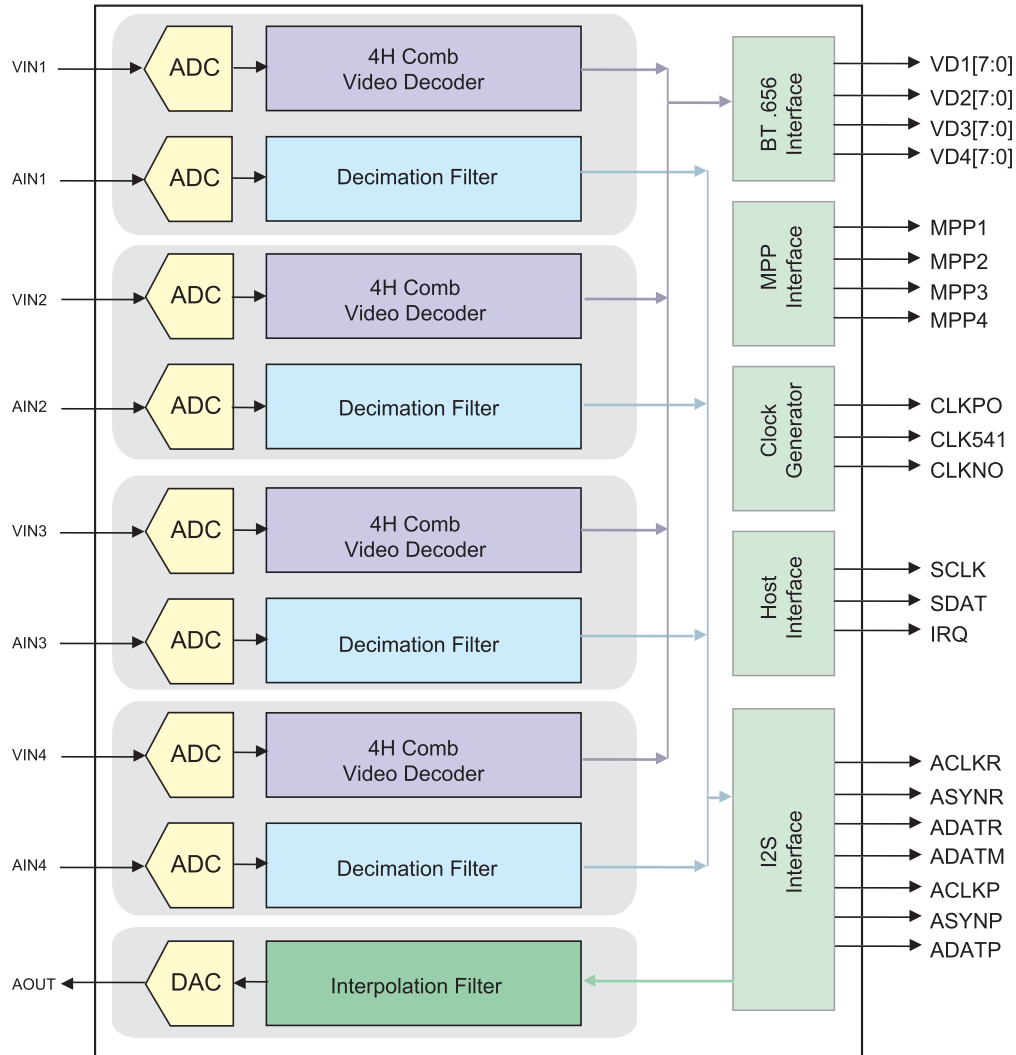 VIN1
ADC
4H Comb
Video Decoder
AIN1
ADC
Decimation Filter
VIN2
ADC
4H Comb
Video Decoder
AIN2
ADC
Decimation Filter
VIN3
ADC
4H Comb
Video Decoder
AIN3
ADC
Decimation Filter
VIN4
ADC
4H Comb
Video Decoder
AIN4
ADC
Decimation Filter
AOUT
DAC
Interpolation Filter
BT .656
Interface
VD1[7:0]
VD2[7:0]
VD3[7:0]
VD4[7:0]
MPP
Interface
MPP1
MPP2
MPP3
MPP4
Clock
Generator
CLKPO
CLK541
CLKNO
Host
Interface
SCLK
SDAT
IRQ
I2S
Interface
ACLKR
ASYNR
ADATR
ADATM
ACLKP
ASYNP
ADATP